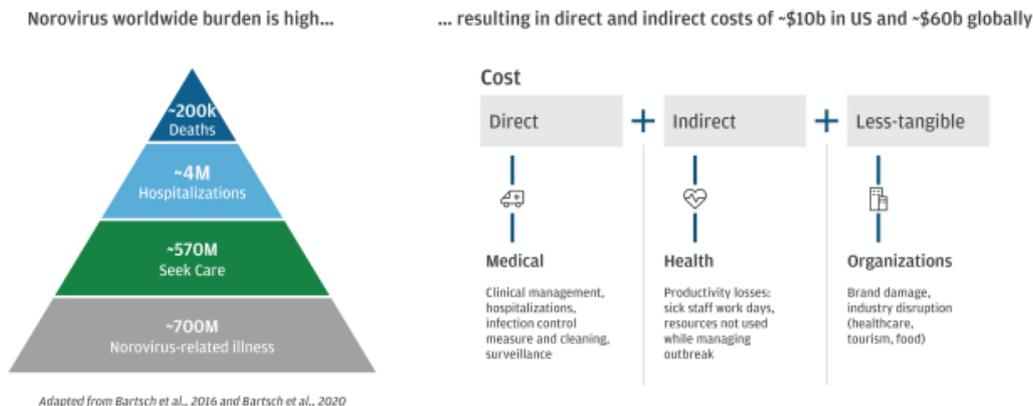 Norovirus worldwide burden is high...
~200k
Deaths
~4M
Hospitalizations
~570M
Seek Care
~700M
Norovirus-related illness
Adapted from Bartsch et al., 2016 and Bartsch et al., 2020
... resulting in direct and indirect costs of ~$10b in US and ~$60b globally
Cost
Direct
+
Indirect
+
Less-tangible
Medical
Clinical management,
hospitalizations,
infection control
measure and cleaning,
surveillance
Health
Productivity losses:
sick staff work days,
resources not used
while managing
outbreak
Organizations
Brand damage,
industry disruption
(healthcare,
tourism, food)